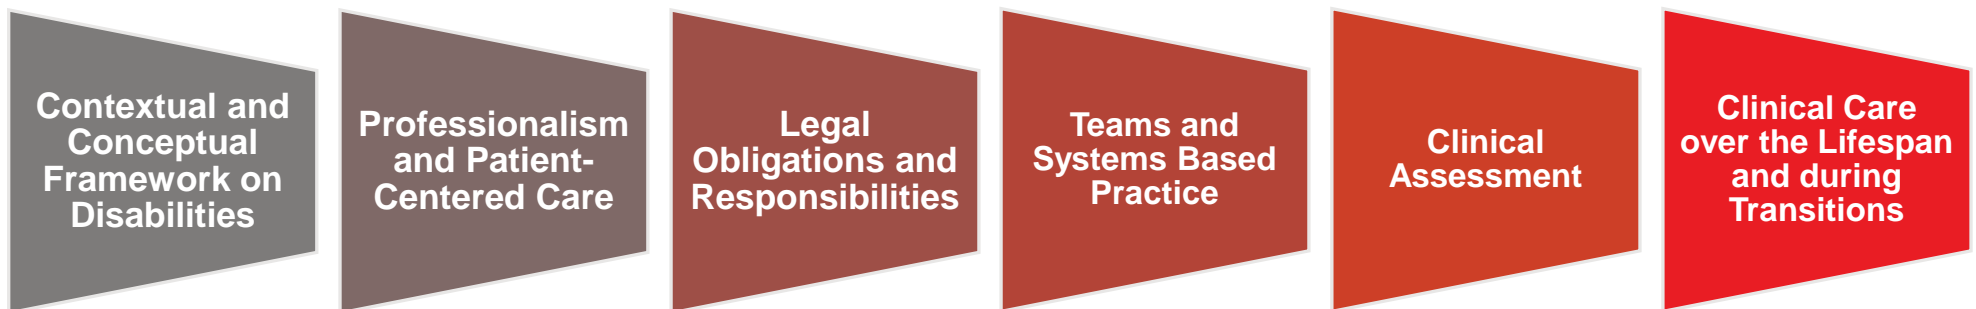 Contextual and
Conceptual
Framework on
Disabilities
Professionalism
and Patient-
Centered Care
Legal
Obligations and
Responsibilities
Teams and
Systems Based
Practice
Clinical
Assessment
Clinical Care
over the Lifespan
and during
Transitions